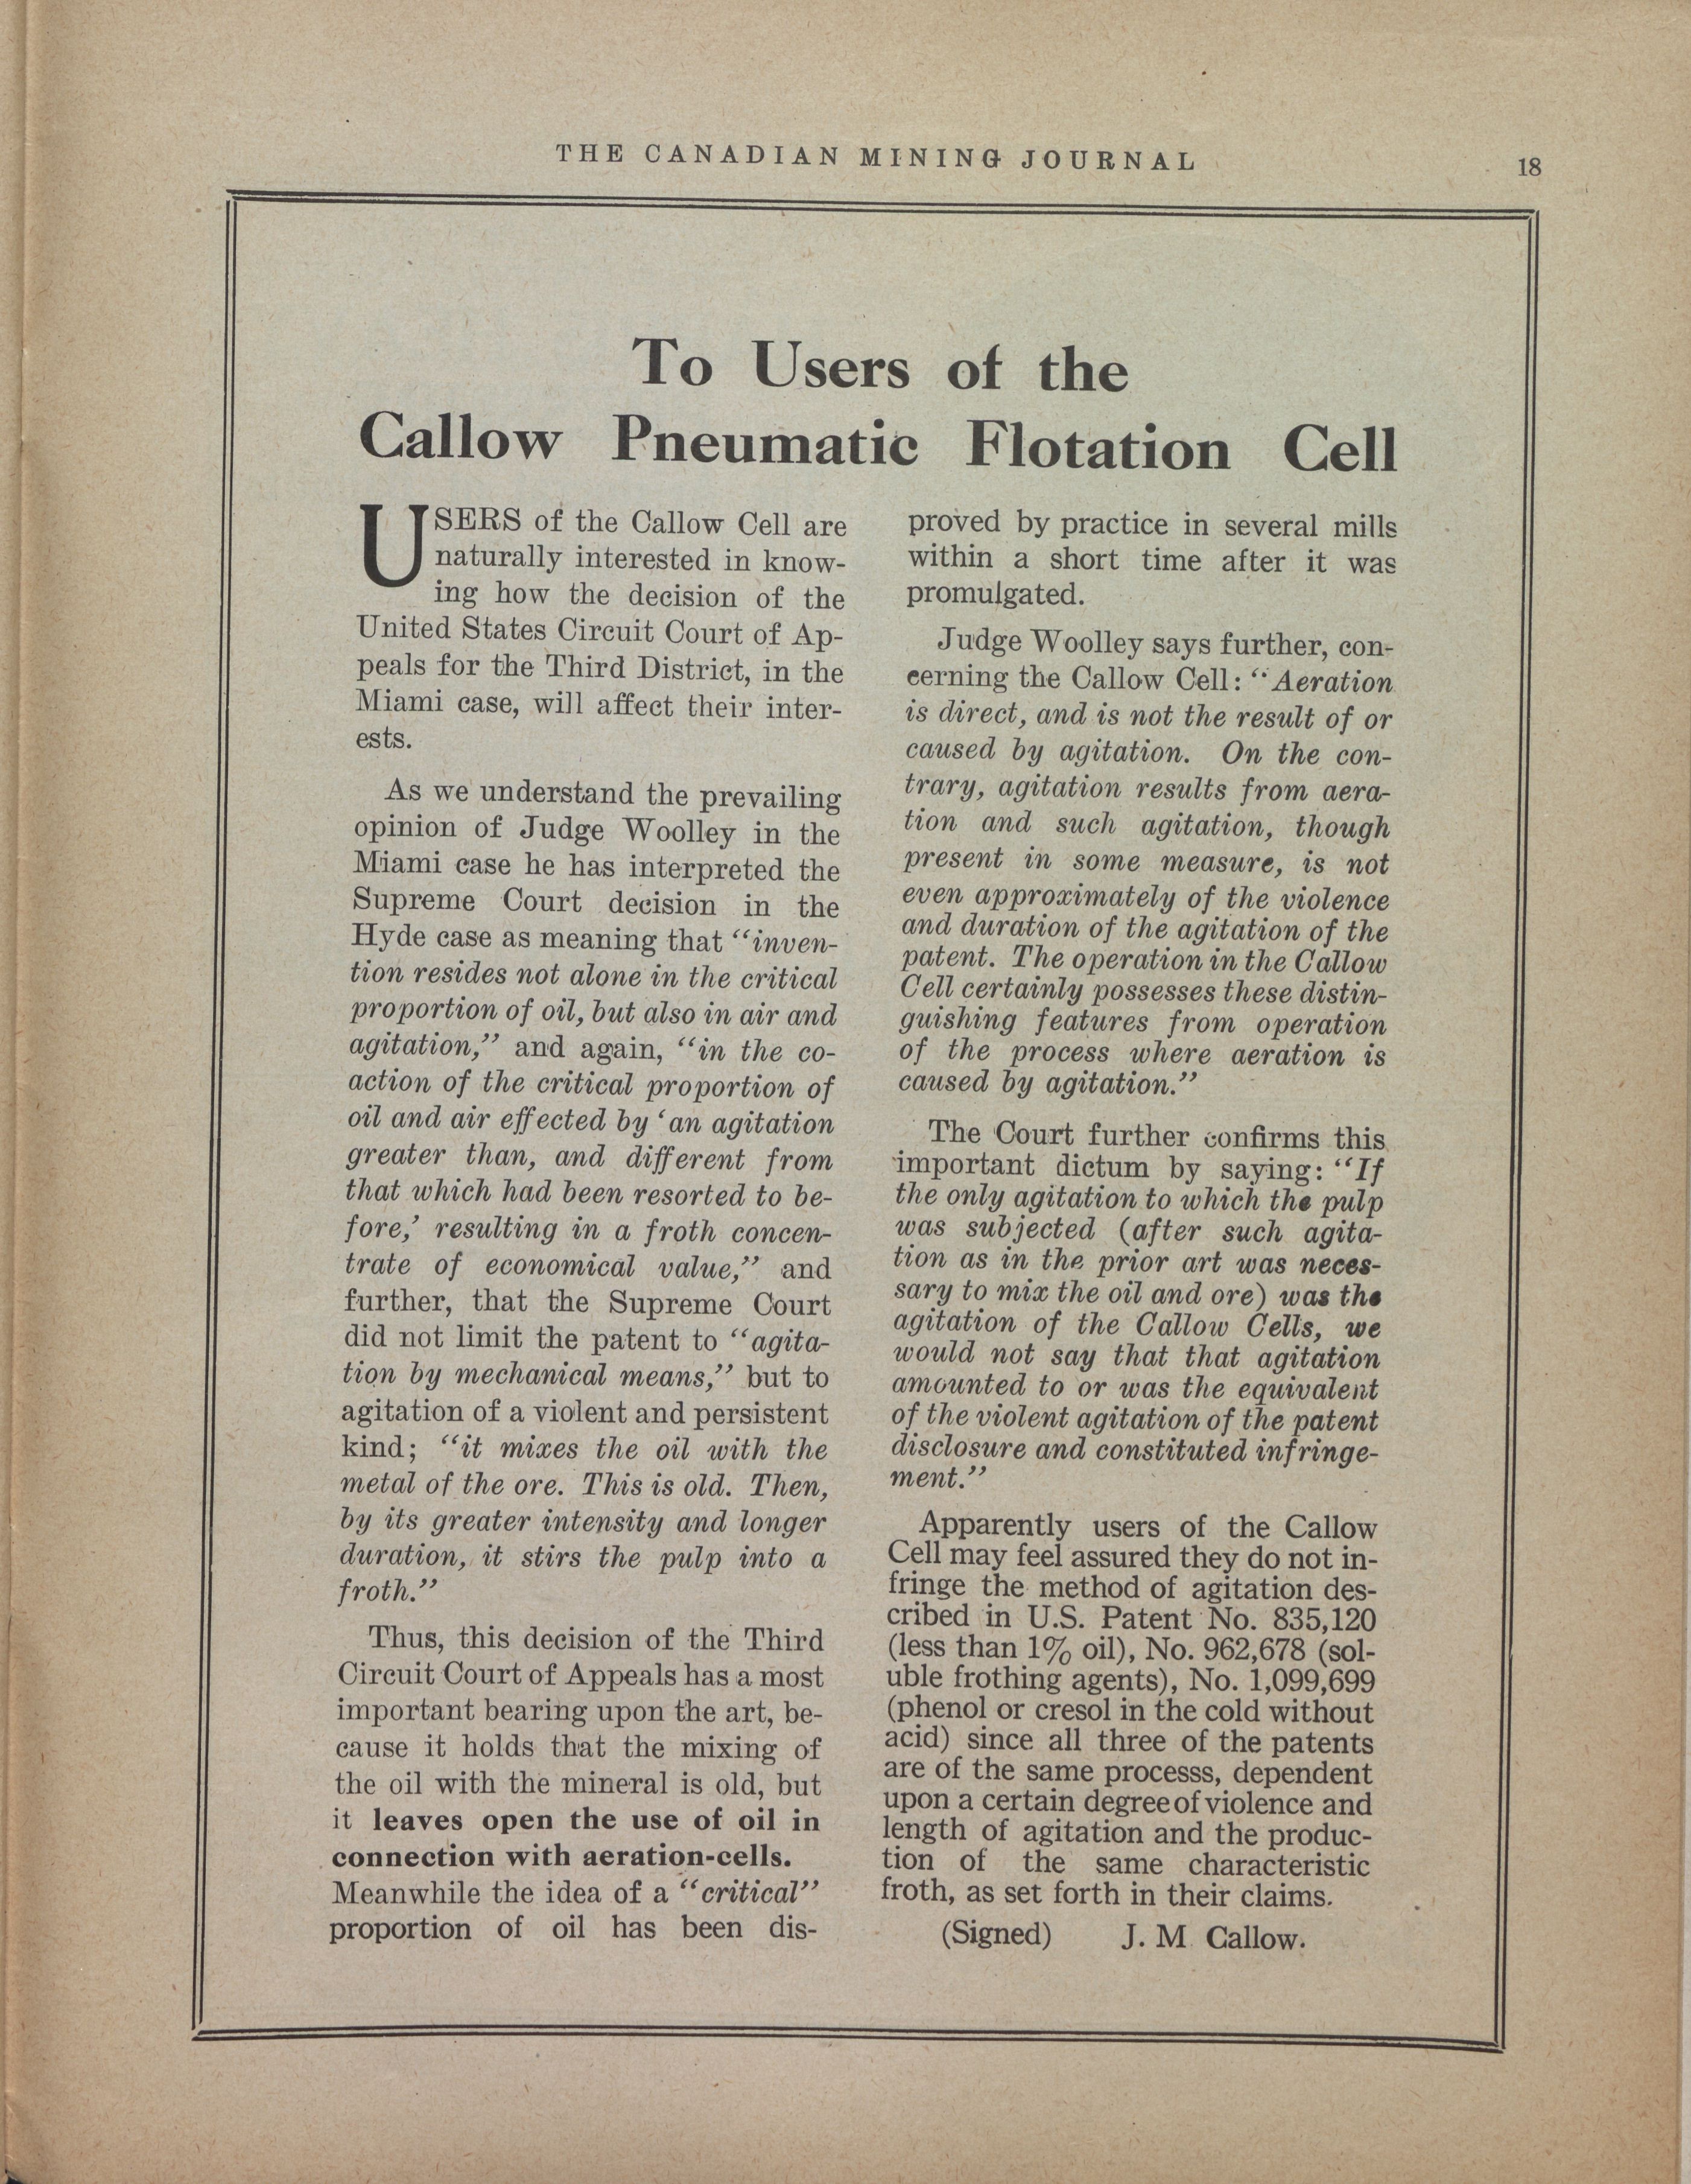 THE CANADIAN MINING JOURNAL
18
To Users of the
Callow Pneumatic Flotation Cell
USERS of the Callow Cell are
naturally interested in know-
ing how the decision of the
United States Circuit Court of Ap-
peals for the Third District, in the
Miami case, will affect their inter-
ests.
As we understand the prevailing
opinion of Judge Woolley in the
Miami case he has interpreted the
Supreme Court decision in the
Hyde case as meaning that “inven-
tion resides not alone in the critical
proportion of oil, but also in air and
agitation,” and again, “in the co-
action of the critical proportion of
oil and air effected by ‘an agitation
greater than, and different from
that which had been resorted to be-
fore,’ resulting in a froth concen-
trate of economical value,” and
further, that the Supreme Court
did not limit the patent to “agita-
tion by mechanical means,” but to
agitation of a violent and persistent
kind; “it mixes the oil with the
metal of the ore. This is old. Then,
by its greater intensity and longer
duration, it stirs the pulp into a
froth.”
Thus, this decision of the Third
Circuit Court of Appeals has a most
important bearing upon the art, be-
cause it holds that the mixing of
the oil with the mineral is old, but
it leaves open the use of oil in
connection with aeration-cells.
Meanwhile the idea of a “critical”
proportion of oil has been dis-
proved by practice in several mills
within a short time after it was
promulgated.
Judge Woolley says further, con-
cerning the Callow Cell: “Aeration
is direct, and is not the result of or
caused by agitation. On the con-
trary, agitation results from aera-
tion and such agitation, though
present in some measure, is not
even approximately of the violence
and duration of the agitation of the
patent. The operation in the Callow
Cell certainly possesses these distin-
guishing features from operation
of the process where aeration is
caused by agitation.”
The Court further confirms this
important dictum by saying: “If
the only agitation to which the pulp
was subjected (after such agita-
tion as in the prior art was neces-
sary to mix the oil and ore) was the
agitation of the Callow Cells, we
would not say that that agitation
amounted to or was the equivalent
of the violent agitation of the patent
disclosure and constituted infringe-
ment.”
Apparently users of the Callow
Cell may feel assured they do not in-
fringe the method of agitation des-
cribed in U.S. Patent No. 835,120
(less than 1% oil), No. 962,678 (sol-
uble frothing agents), No. 1,099,699
(phenol or cresol in the cold without
acid) since all three of the patents
are of the same processs, dependent
upon a certain degree of violence and
length of agitation and the produc-
tion of the same characteristic
froth, as set forth in their claims.
(Signed) J. M. Callow.